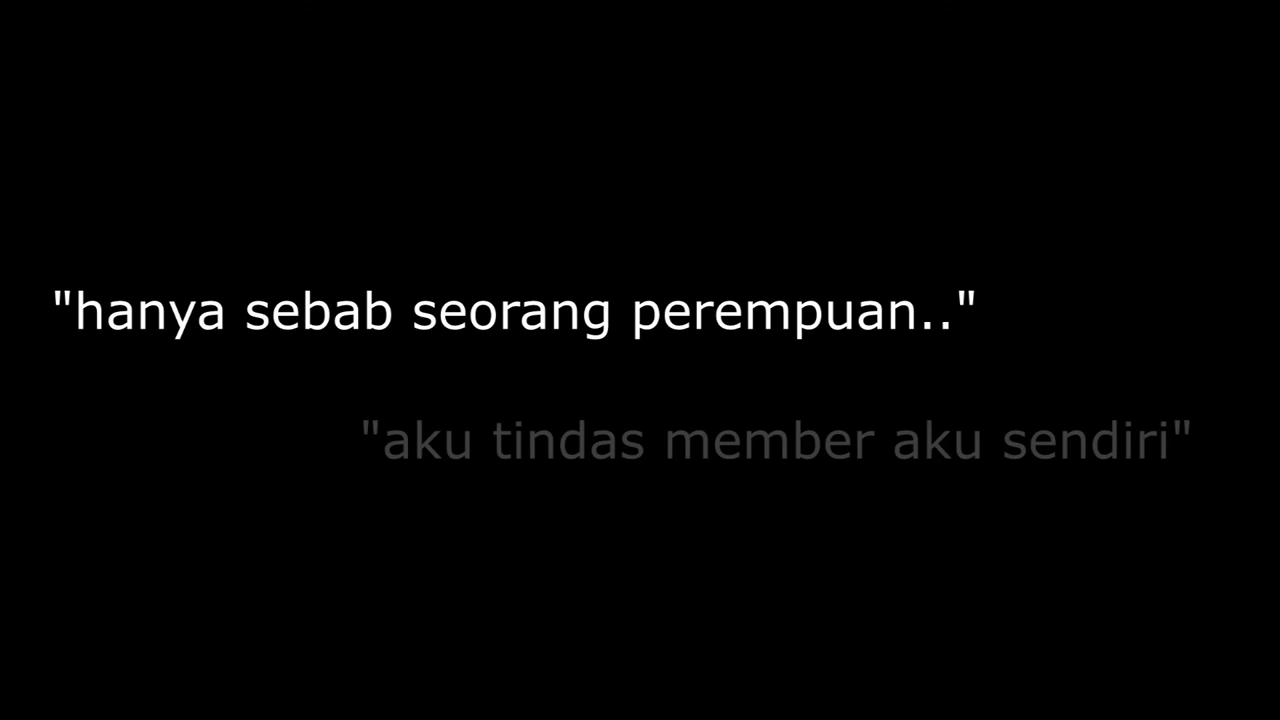 "hanya sebab seorang perempuan.."
"aku tindas member aku sendiri"